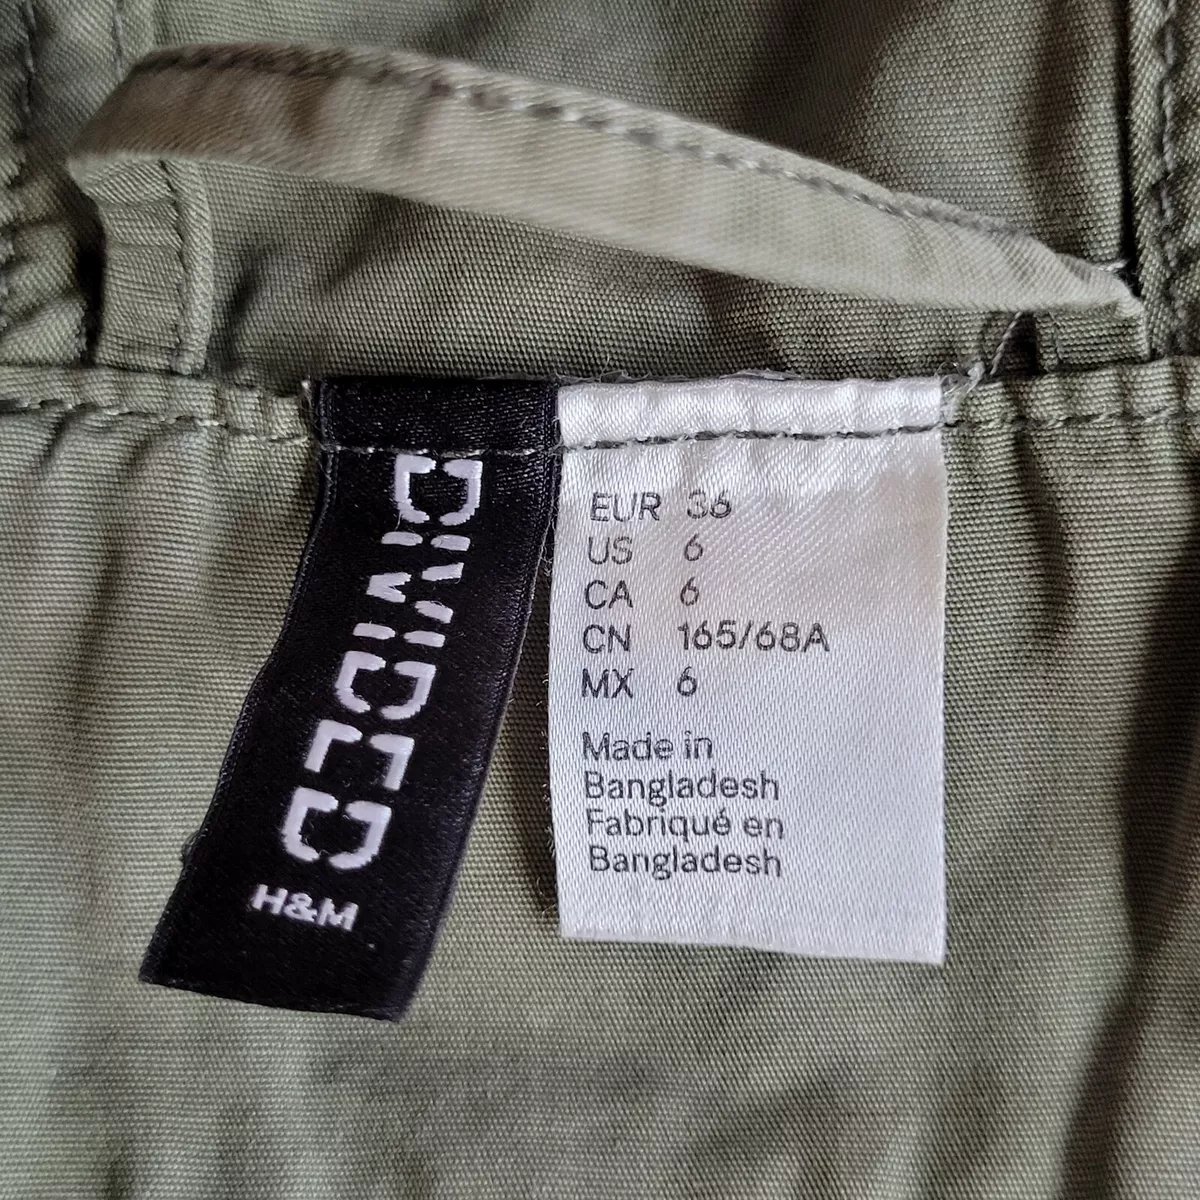 DIVIDED
H&M
EUR 36
US 6
CA 6
CN 165/68A
MX 6
Made in
Bangladesh
Fabriqué en
Bangladesh